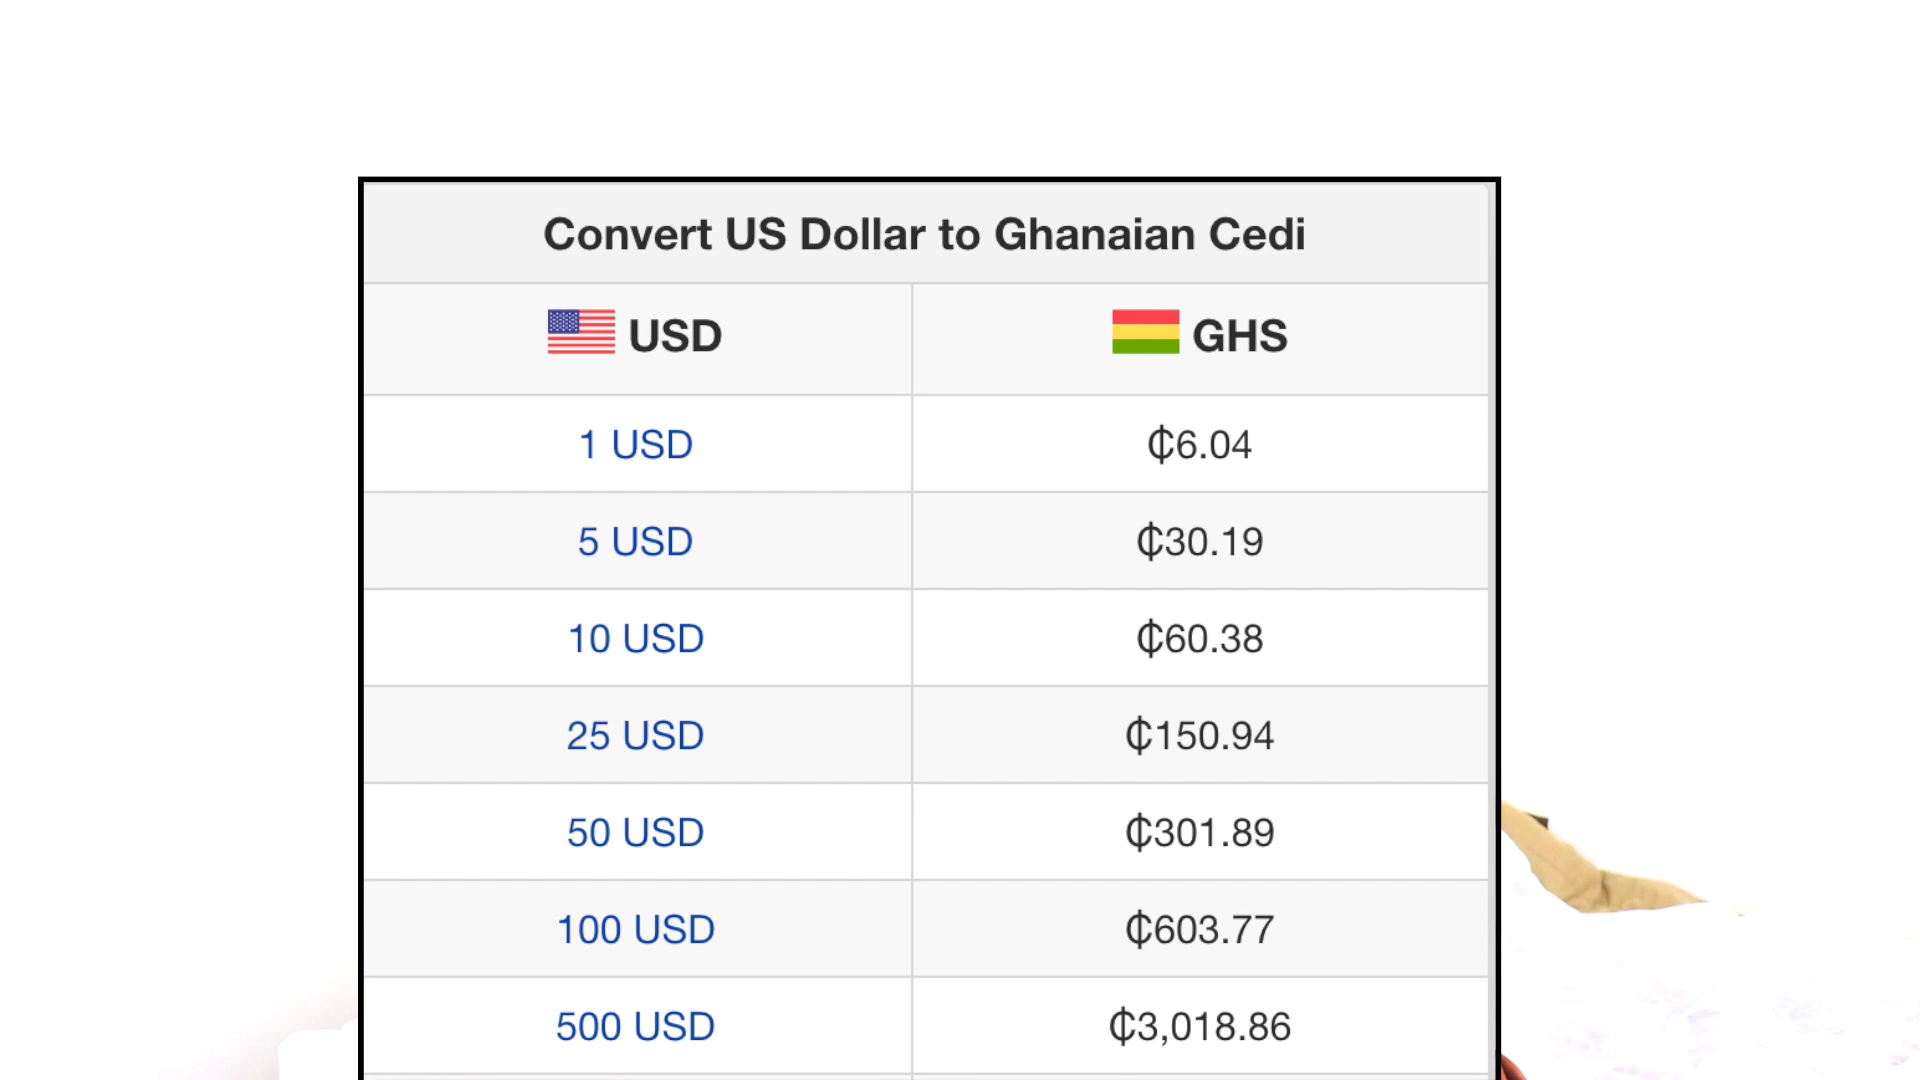 Convert US Dollar to Ghanaian Cedi
USD GHS
1 USD ₵6.04
5 USD ₵30.19
10 USD ₵60.38
25 USD ₵150.94
50 USD ₵301.89
100 USD ₵603.77
500 USD ₵3,018.86